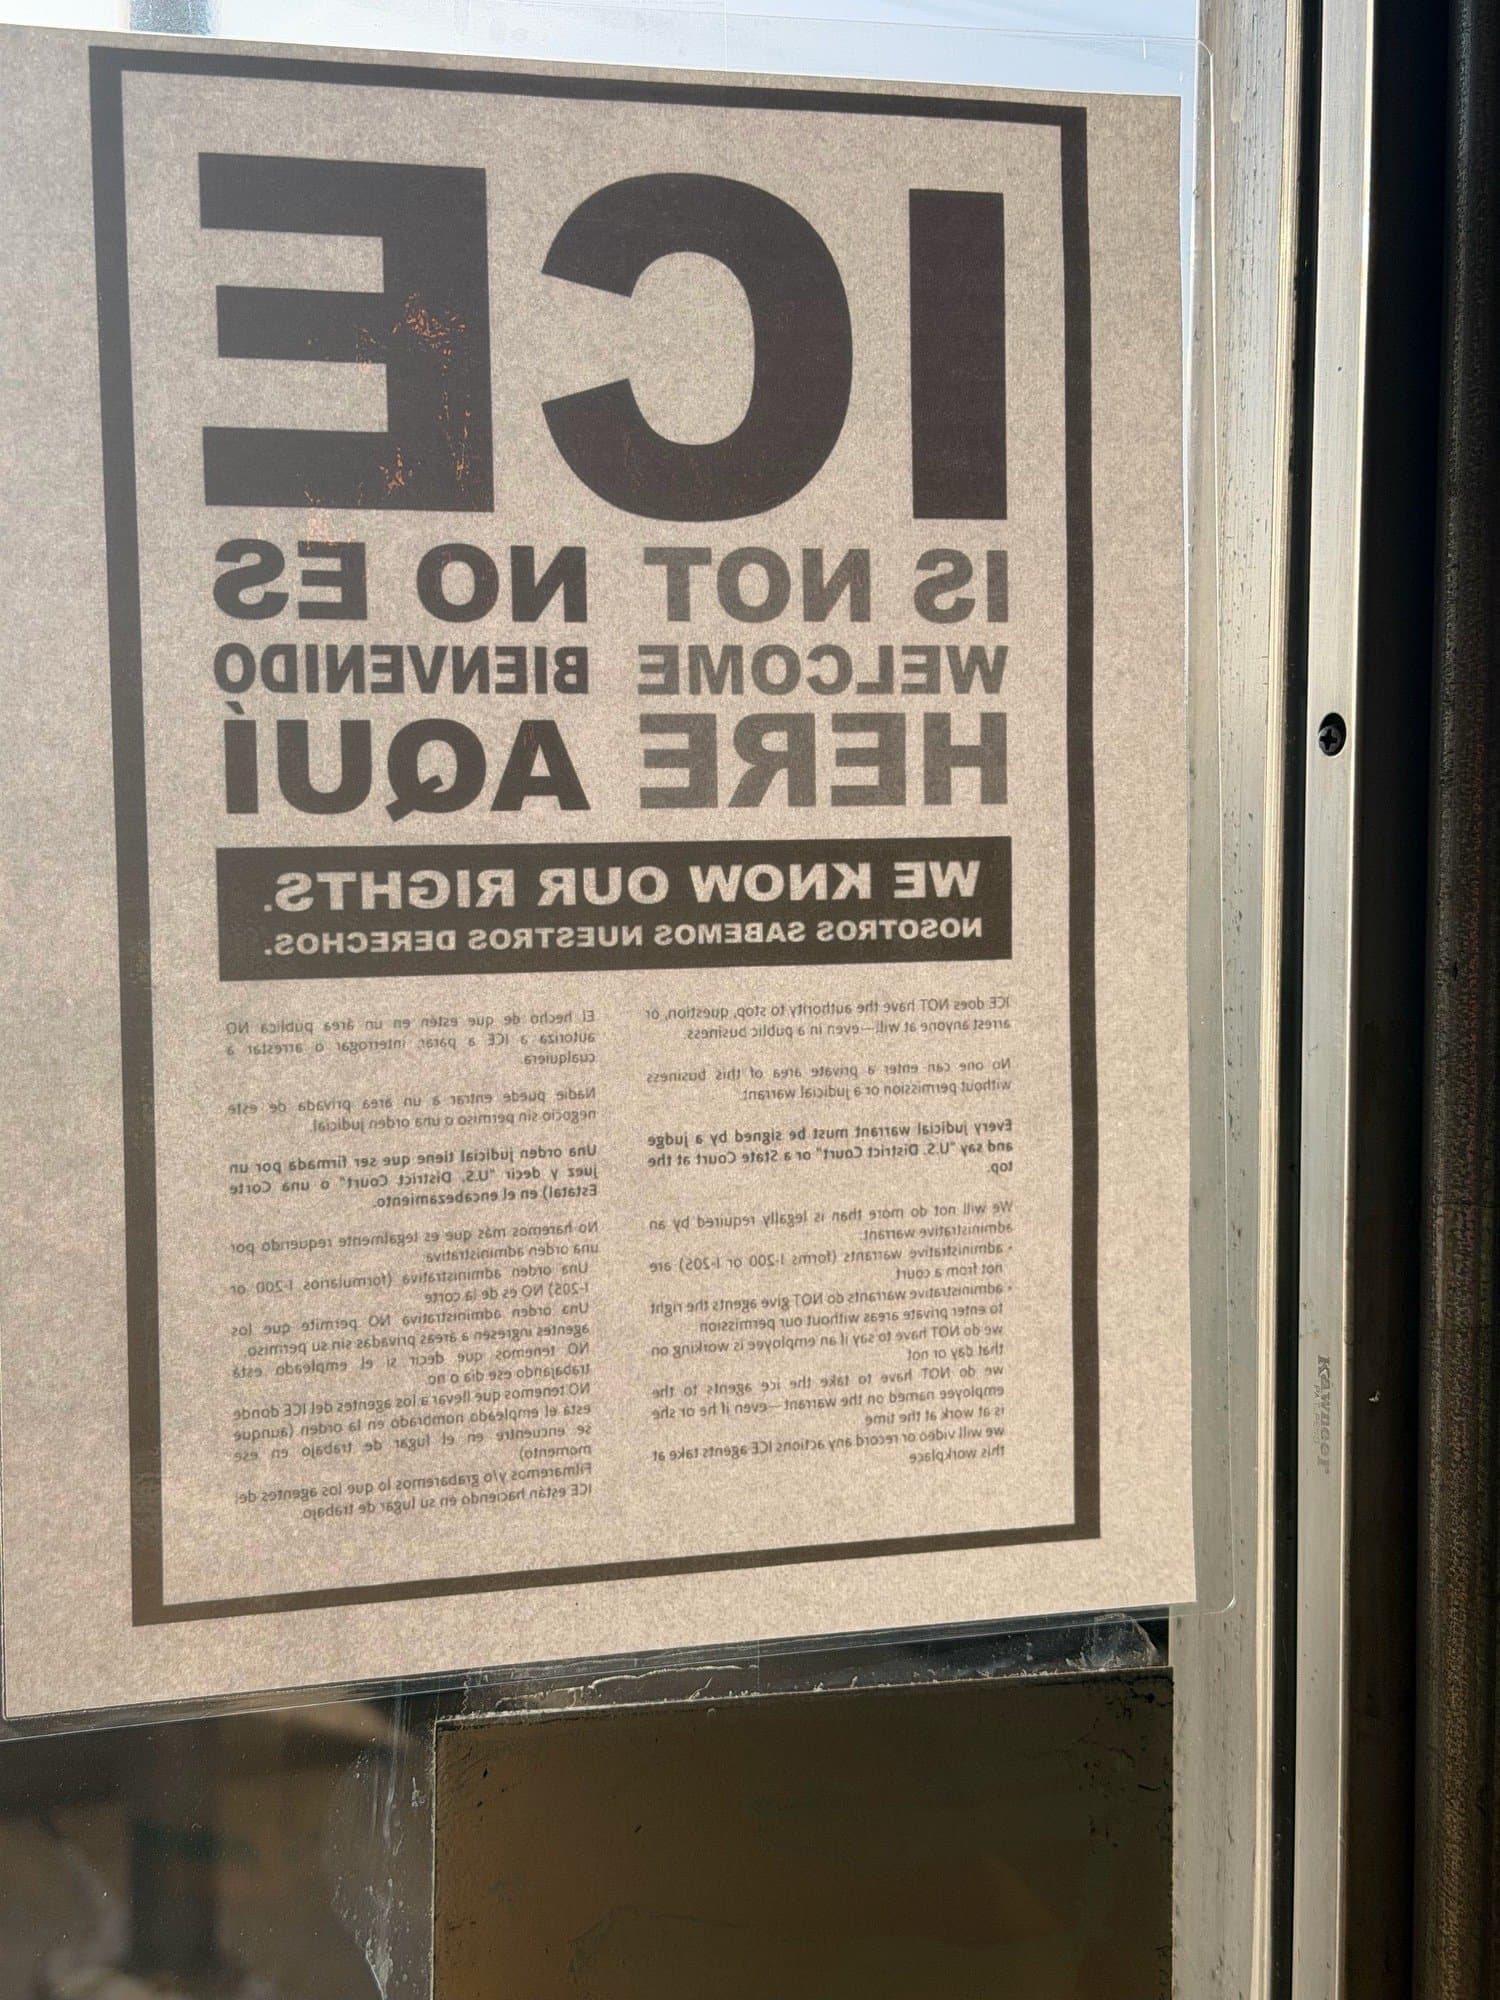 ICE
IS NOT
WELCOME
HERE
NO ES
BIENVENIDO
AQUÍ
WE KNOW OUR RIGHTS.
NOSOTROS SABEMOS NUESTROS DERECHOS.
ICE does NOT have the authority to stop, question, or
arrest anyone at will—even in a public business.
No one can enter a private area of this business
without permission or a judicial warrant.
Every judicial warrant must be signed by a judge
and say "U.S. District Court" or a State Court at the
top.
We will not do more than is legally required by an
administrative warrant.
• administrative warrants (forms I-200 or I-205) are
not from a court
• administrative warrants do NOT give agents the right
to enter private areas without our permission
we do NOT have to say if an employee is working on
that day or not
we do NOT have to take the ice agents to the
employee named on the warrant—even if he or she
is at work at the time
we will video or record any actions ICE agents take at
this workplace
El hecho de que estén en un área pública NO
autoriza a ICE a parar, interrogar o arrestar a
cualquiera.
Nadie puede entrar a un área privada de este
negocio sin permiso o una orden judicial.
Una orden judicial tiene que ser firmada por un
juez y decir "U.S. District Court" o una Corte
Estatal) en el encabezamiento.
No haremos más que es legalmente requerido por
una orden administrativa.
Una orden administrativa (formularios I-200 or
I-205) NO es de la corte
Una orden administrativa NO permite que los
agentes ingresen a áreas privadas sin su permiso.
NO tenemos que decir si el empleado está
trabajando ese día o no.
NO tenemos que llevar a los agentes del ICE donde
está el empleado nombrado en la orden (aunque
se encuentre en el lugar de trabajo en ese
momento)
Filmaremos y/o grabaremos lo que los agentes del
ICE están haciendo en su lugar de trabajo
Kawneer